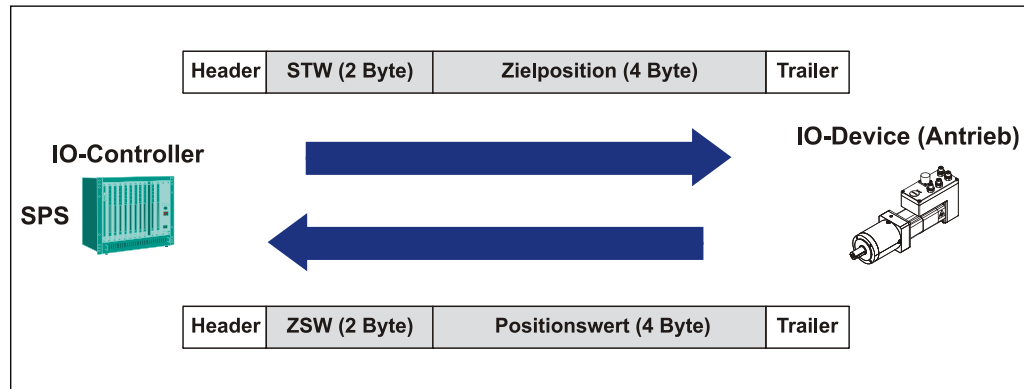 Header STW (2 Byte) Zielposition (4 Byte) Trailer
IO-Controller
IO-Device (Antrieb)
SPS
Header ZSW (2 Byte) Positionswert (4 Byte) Trailer